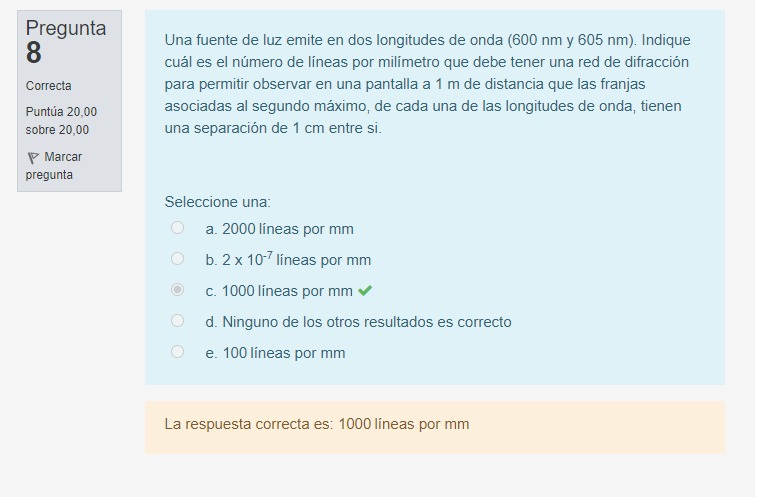 Pregunta
8
Correcta
Puntúa 20,00
sobre 20,00
Marcar
pregunta
Una fuente de luz emite en dos longitudes de onda (600 nm y 605 nm). Indique
cuál es el número de líneas por milímetro que debe tener una red de difracción
para permitir observar en una pantalla a 1 m de distancia que las franjas
asociadas al segundo máximo, de cada una de las longitudes de onda, tienen
una separación de 1 cm entre si.
Seleccione una:
a. 2000 líneas por mm
b. 2 x 10⁻⁷ líneas por mm
c. 1000 líneas por mm
d. Ninguno de los otros resultados es correcto
e. 100 líneas por mm
La respuesta correcta es: 1000 líneas por mm